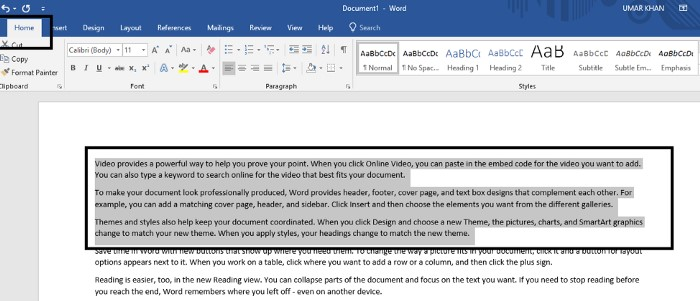 Document1 - Word
UMAR KHAN
Home
Insert
Design
Layout
References
Mailings
Review
View
Help
Search
Cut
Copy
Format Painter
Clipboard
Calibri (Body)
11
A A Aa
B I U abc X₂ X²
Font
Paragraph
AaBbCcDc AaBbCcDc AaBbCc AaBbCcC AaB AaBbCcC AaBbCcDc AaBbCcDc
¶ Normal ¶ No Spac... Heading 1 Heading 2 Title Subtitle Subtle Em... Emphasis
Styles
Video provides a powerful way to help you prove your point. When you click Online Video, you can paste in the embed code for the video you want to add.
You can also type a keyword to search online for the video that best fits your document.
To make your document look professionally produced, Word provides header, footer, cover page, and text box designs that complement each other. For
example, you can add a matching cover page, header, and sidebar. Click Insert and then choose the elements you want from the different galleries.
Themes and styles also help keep your document coordinated. When you click Design and choose a new Theme, the pictures, charts, and SmartArt graphics
change to match your new theme. When you apply styles, your headings change to match the new theme.
Save time in Word with new buttons that show up where you need them. To change the way a picture fits in your document, click it and a button for layout
options appears next to it. When you work on a table, click where you want to add a row or a column, and then click the plus sign.
Reading is easier, too, in the new Reading view. You can collapse parts of the document and focus on the text you want. If you need to stop reading before
you reach the end, Word remembers where you left off - even on another device.